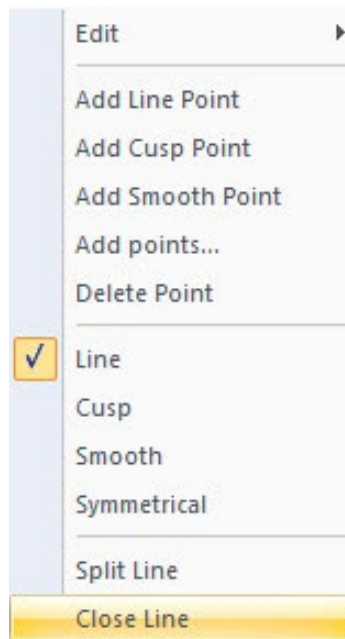 Edit
Add Line Point
Add Cusp Point
Add Smooth Point
Add points...
Delete Point
Line
Cusp
Smooth
Symmetrical
Split Line
Close Line